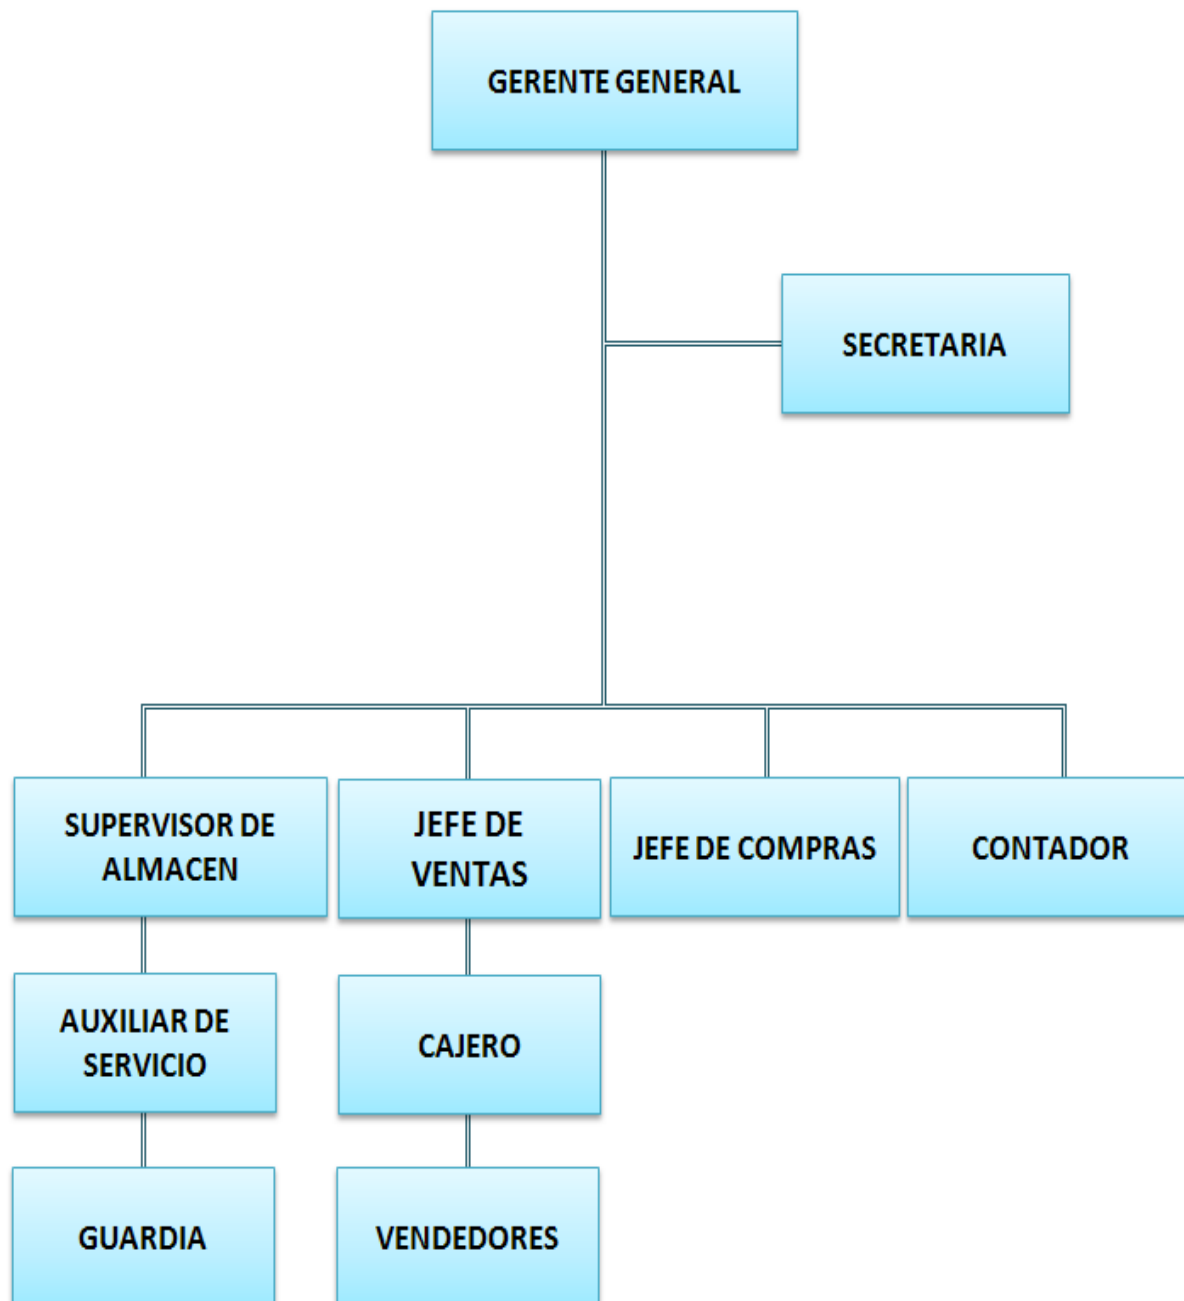 GERENTE GENERAL
SECRETARIA
SUPERVISOR DE
ALMACEN
JEFE DE
VENTAS
JEFE DE COMPRAS
CONTADOR
AUXILIAR DE
SERVICIO
CAJERO
GUARDIA
VENDEDORES